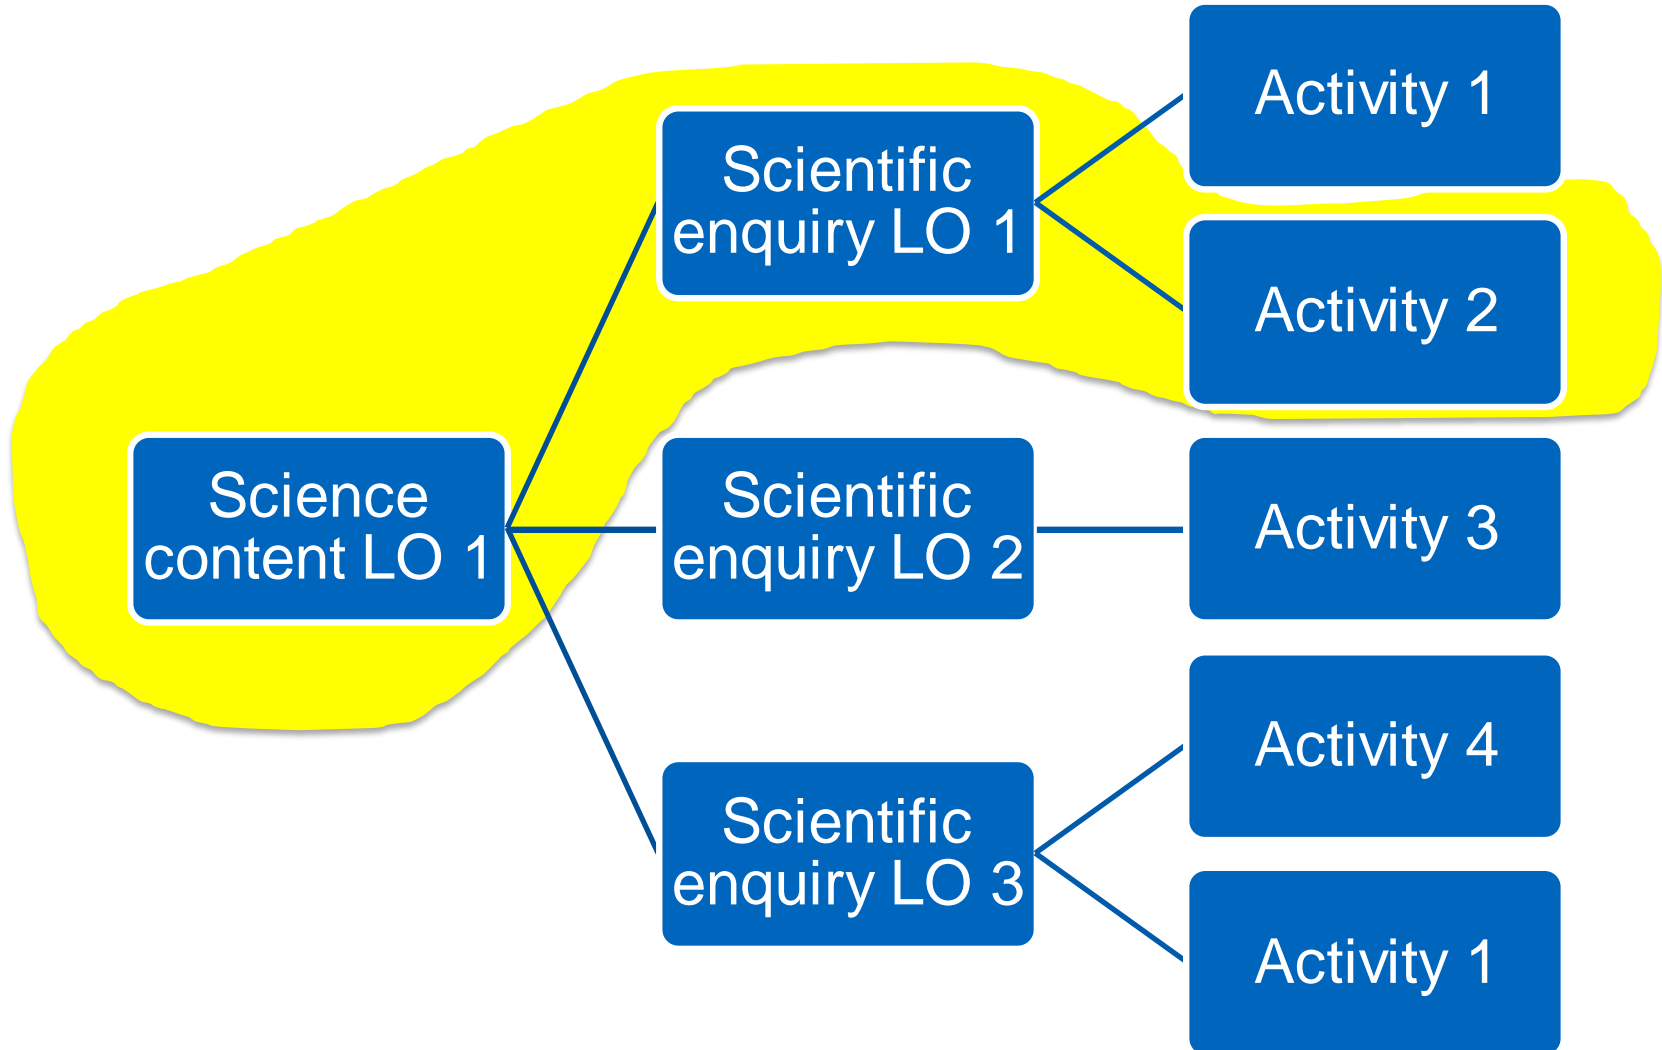 Activity 1
Scientific
enquiry LO 1
Activity 2
Science
content LO 1
Scientific
enquiry LO 2
Activity 3
Activity 4
Scientific
enquiry LO 3
Activity 1